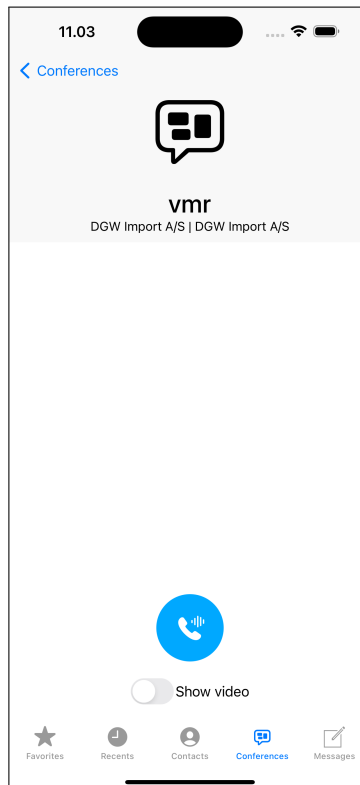 11.03
Conferences
vmr
DGW Import A/S | DGW Import A/S
Show video
Favorites
Recents
Contacts
Conferences
Messages